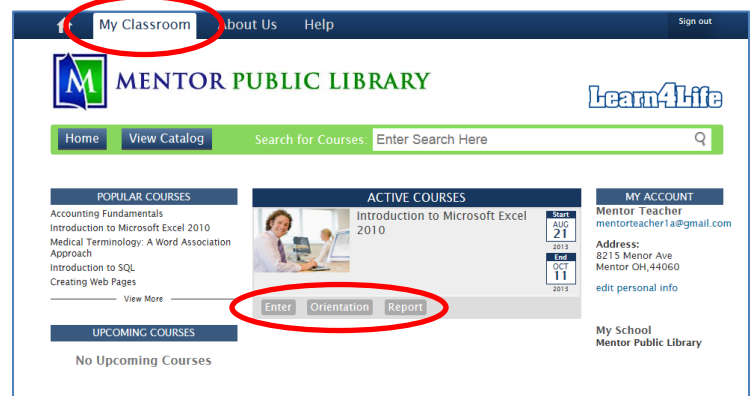 My Classroom About Us Help Sign out
M MENTOR PUBLIC LIBRARY
Learn4Life
Home View Catalog Search for Courses: Enter Search Here
POPULAR COURSES
Accounting Fundamentals
Introduction to Microsoft Excel 2010
Medical Terminology: A Word Association
Approach
Introduction to SQL
Creating Web Pages
View More
UPCOMING COURSES
No Upcoming Courses
ACTIVE COURSES
Introduction to Microsoft Excel
2010
Start
AUG
21
2013
End
OCT
11
2013
Enter Orientation Report
MY ACCOUNT
Mentor Teacher
mentorteacher1a@gmail.com
Address:
8215 Menor Ave
Mentor OH,44060
edit personal info
My School
Mentor Public Library